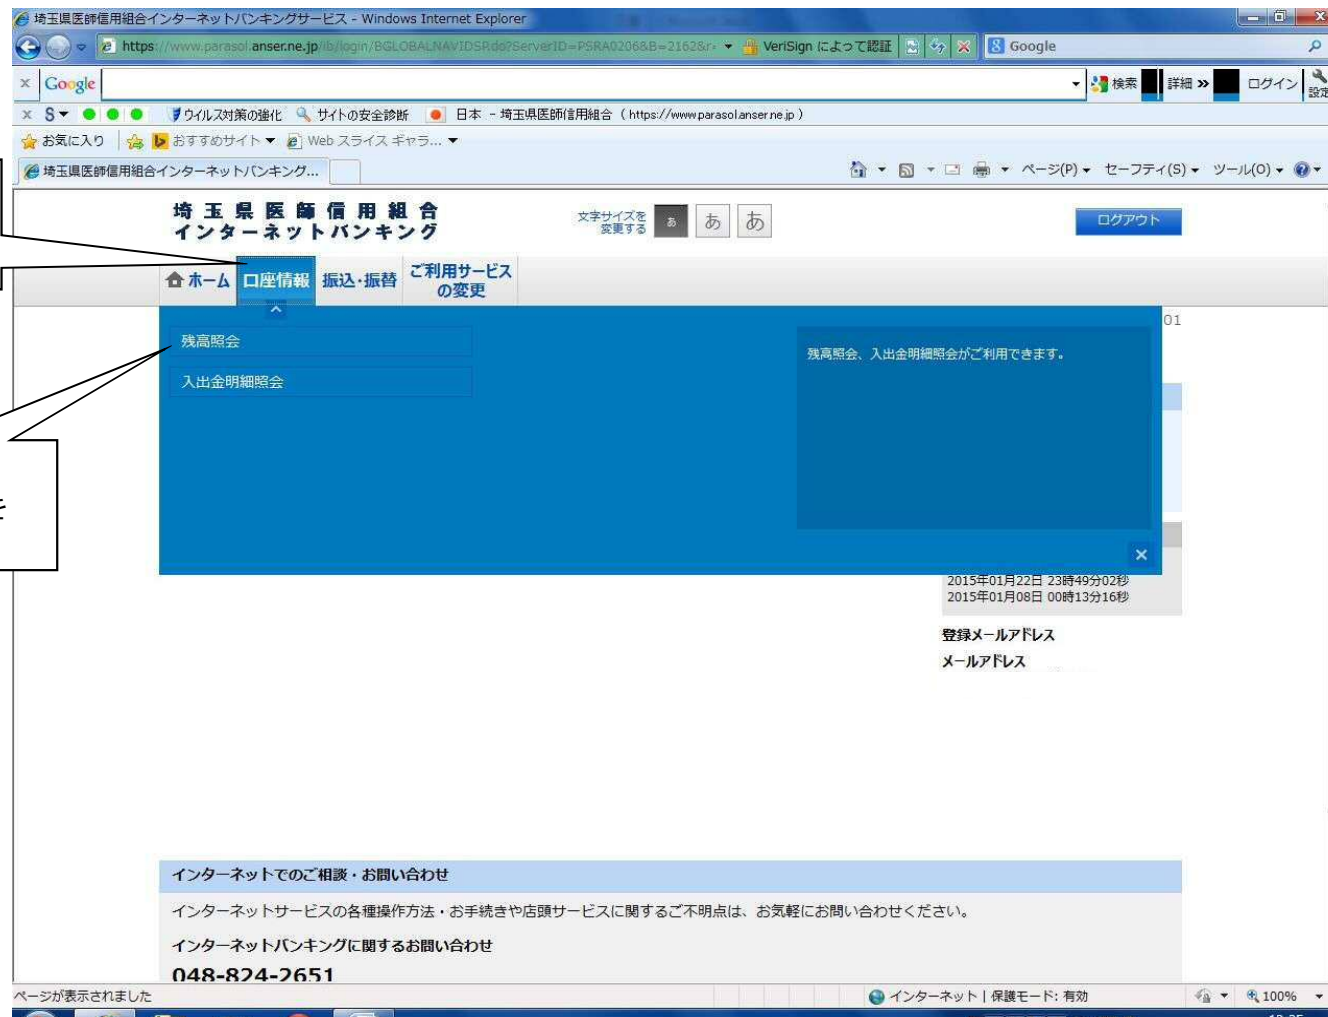 埼玉県医師信用組合インターネットバンキングサービス - Windows Internet Explorer
https://www.parasol.anser.ne.jp/ib/login/BGLOBALNAVIDSR.do?ServerID=PSRA0206&B=2162&r
VeriSign によって認証
Google
× Google
検索
詳細 »
ログイン
設定
× S
ウイルス対策の強化
サイトの安全診断
日本 - 埼玉県医師信用組合 ( https://www.parasol.anser.ne.jp )
お気に入り
おすすめサイト
Web スライス ギャラ...
埼玉県医師信用組合インターネットバンキング...
ページ(P)
セーフティ(S)
ツール(O)
埼玉県医師信用組合
インターネットバンキング
文字サイズを
変更する
あ あ あ
ログアウト
ホーム
口座情報
振込・振替
ご利用サービス
の変更
01
残高照会
入出金明細照会
残高照会、入出金明細照会がご利用できます。
を
×
2015年01月22日 23時49分02秒
2015年01月08日 00時13分16秒
登録メールアドレス
メールアドレス
インターネットでのご相談・お問い合わせ
インターネットサービスの各種操作方法・お手続きや店頭サービスに関するご不明点は、お気軽にお問い合わせください。
インターネットバンキングに関するお問い合わせ
048-824-2651
ページが表示されました
インターネット | 保護モード: 有効
100%